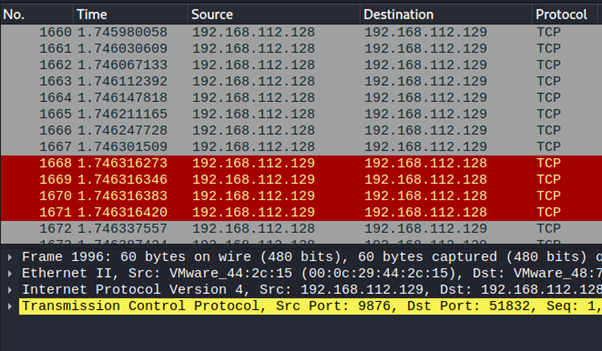 No. Time Source Destination Protocol
1660 1.745980058 192.168.112.128 192.168.112.129 TCP
1661 1.746030609 192.168.112.128 192.168.112.129 TCP
1662 1.746067133 192.168.112.128 192.168.112.129 TCP
1663 1.746112392 192.168.112.128 192.168.112.129 TCP
1664 1.746147818 192.168.112.128 192.168.112.129 TCP
1665 1.746211165 192.168.112.128 192.168.112.129 TCP
1666 1.746247728 192.168.112.128 192.168.112.129 TCP
1667 1.746301509 192.168.112.128 192.168.112.129 TCP
1668 1.746316273 192.168.112.129 192.168.112.128 TCP
1669 1.746316346 192.168.112.129 192.168.112.128 TCP
1670 1.746316383 192.168.112.129 192.168.112.128 TCP
1671 1.746316420 192.168.112.129 192.168.112.128 TCP
1672 1.746337557 192.168.112.128 192.168.112.129 TCP
Frame 1996: 60 bytes on wire (480 bits), 60 bytes captured (480 bits) o
Ethernet II, Src: VMware_44:2c:15 (00:0c:29:44:2c:15), Dst: VMware_48:7
Internet Protocol Version 4, Src: 192.168.112.129, Dst: 192.168.112.128
Transmission Control Protocol, Src Port: 9876, Dst Port: 51832, Seq: 1,